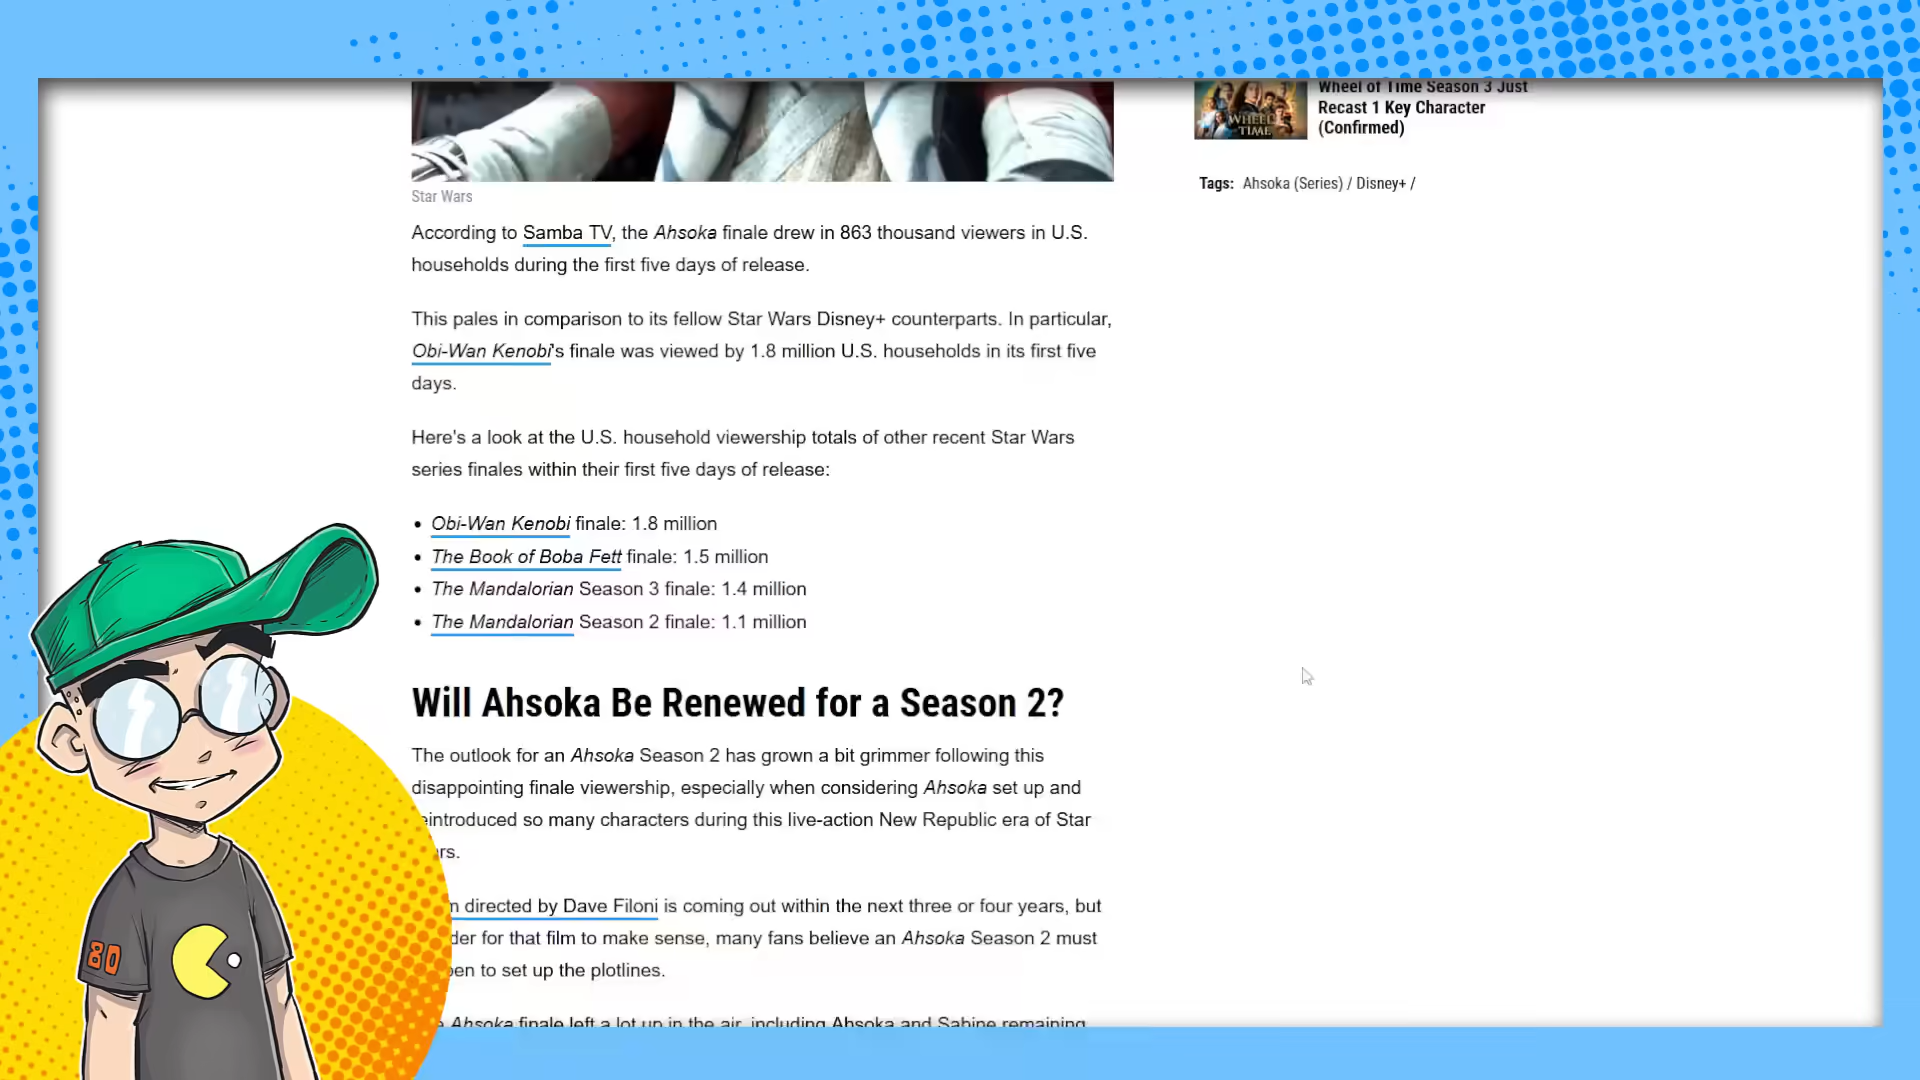 Wheel of Time Season 3 Just
Recast 1 Key Character
(Confirmed)
WHEEL
TIME
Tags: Ahsoka (Series) / Disney+ /
Star Wars
According to Samba TV, the Ahsoka finale drew in 863 thousand viewers in U.S.
households during the first five days of release.
This pales in comparison to its fellow Star Wars Disney+ counterparts. In particular,
Obi-Wan Kenobi's finale was viewed by 1.8 million U.S. households in its first five
days.
Here's a look at the U.S. household viewership totals of other recent Star Wars
series finales within their first five days of release:
• Obi-Wan Kenobi finale: 1.8 million
• The Book of Boba Fett finale: 1.5 million
• The Mandalorian Season 3 finale: 1.4 million
• The Mandalorian Season 2 finale: 1.1 million
Will Ahsoka Be Renewed for a Season 2?
The outlook for an Ahsoka Season 2 has grown a bit grimmer following this
disappointing finale viewership, especially when considering Ahsoka set up and
eintroduced so many characters during this live-action New Republic era of Star
rs.
directed by Dave Filoni is coming out within the next three or four years, but
der for that film to make sense, many fans believe an Ahsoka Season 2 must
pen to set up the plotlines.
Ahsoka finale left a lot up in the air, including Ahsoka and Sabine remaining
80